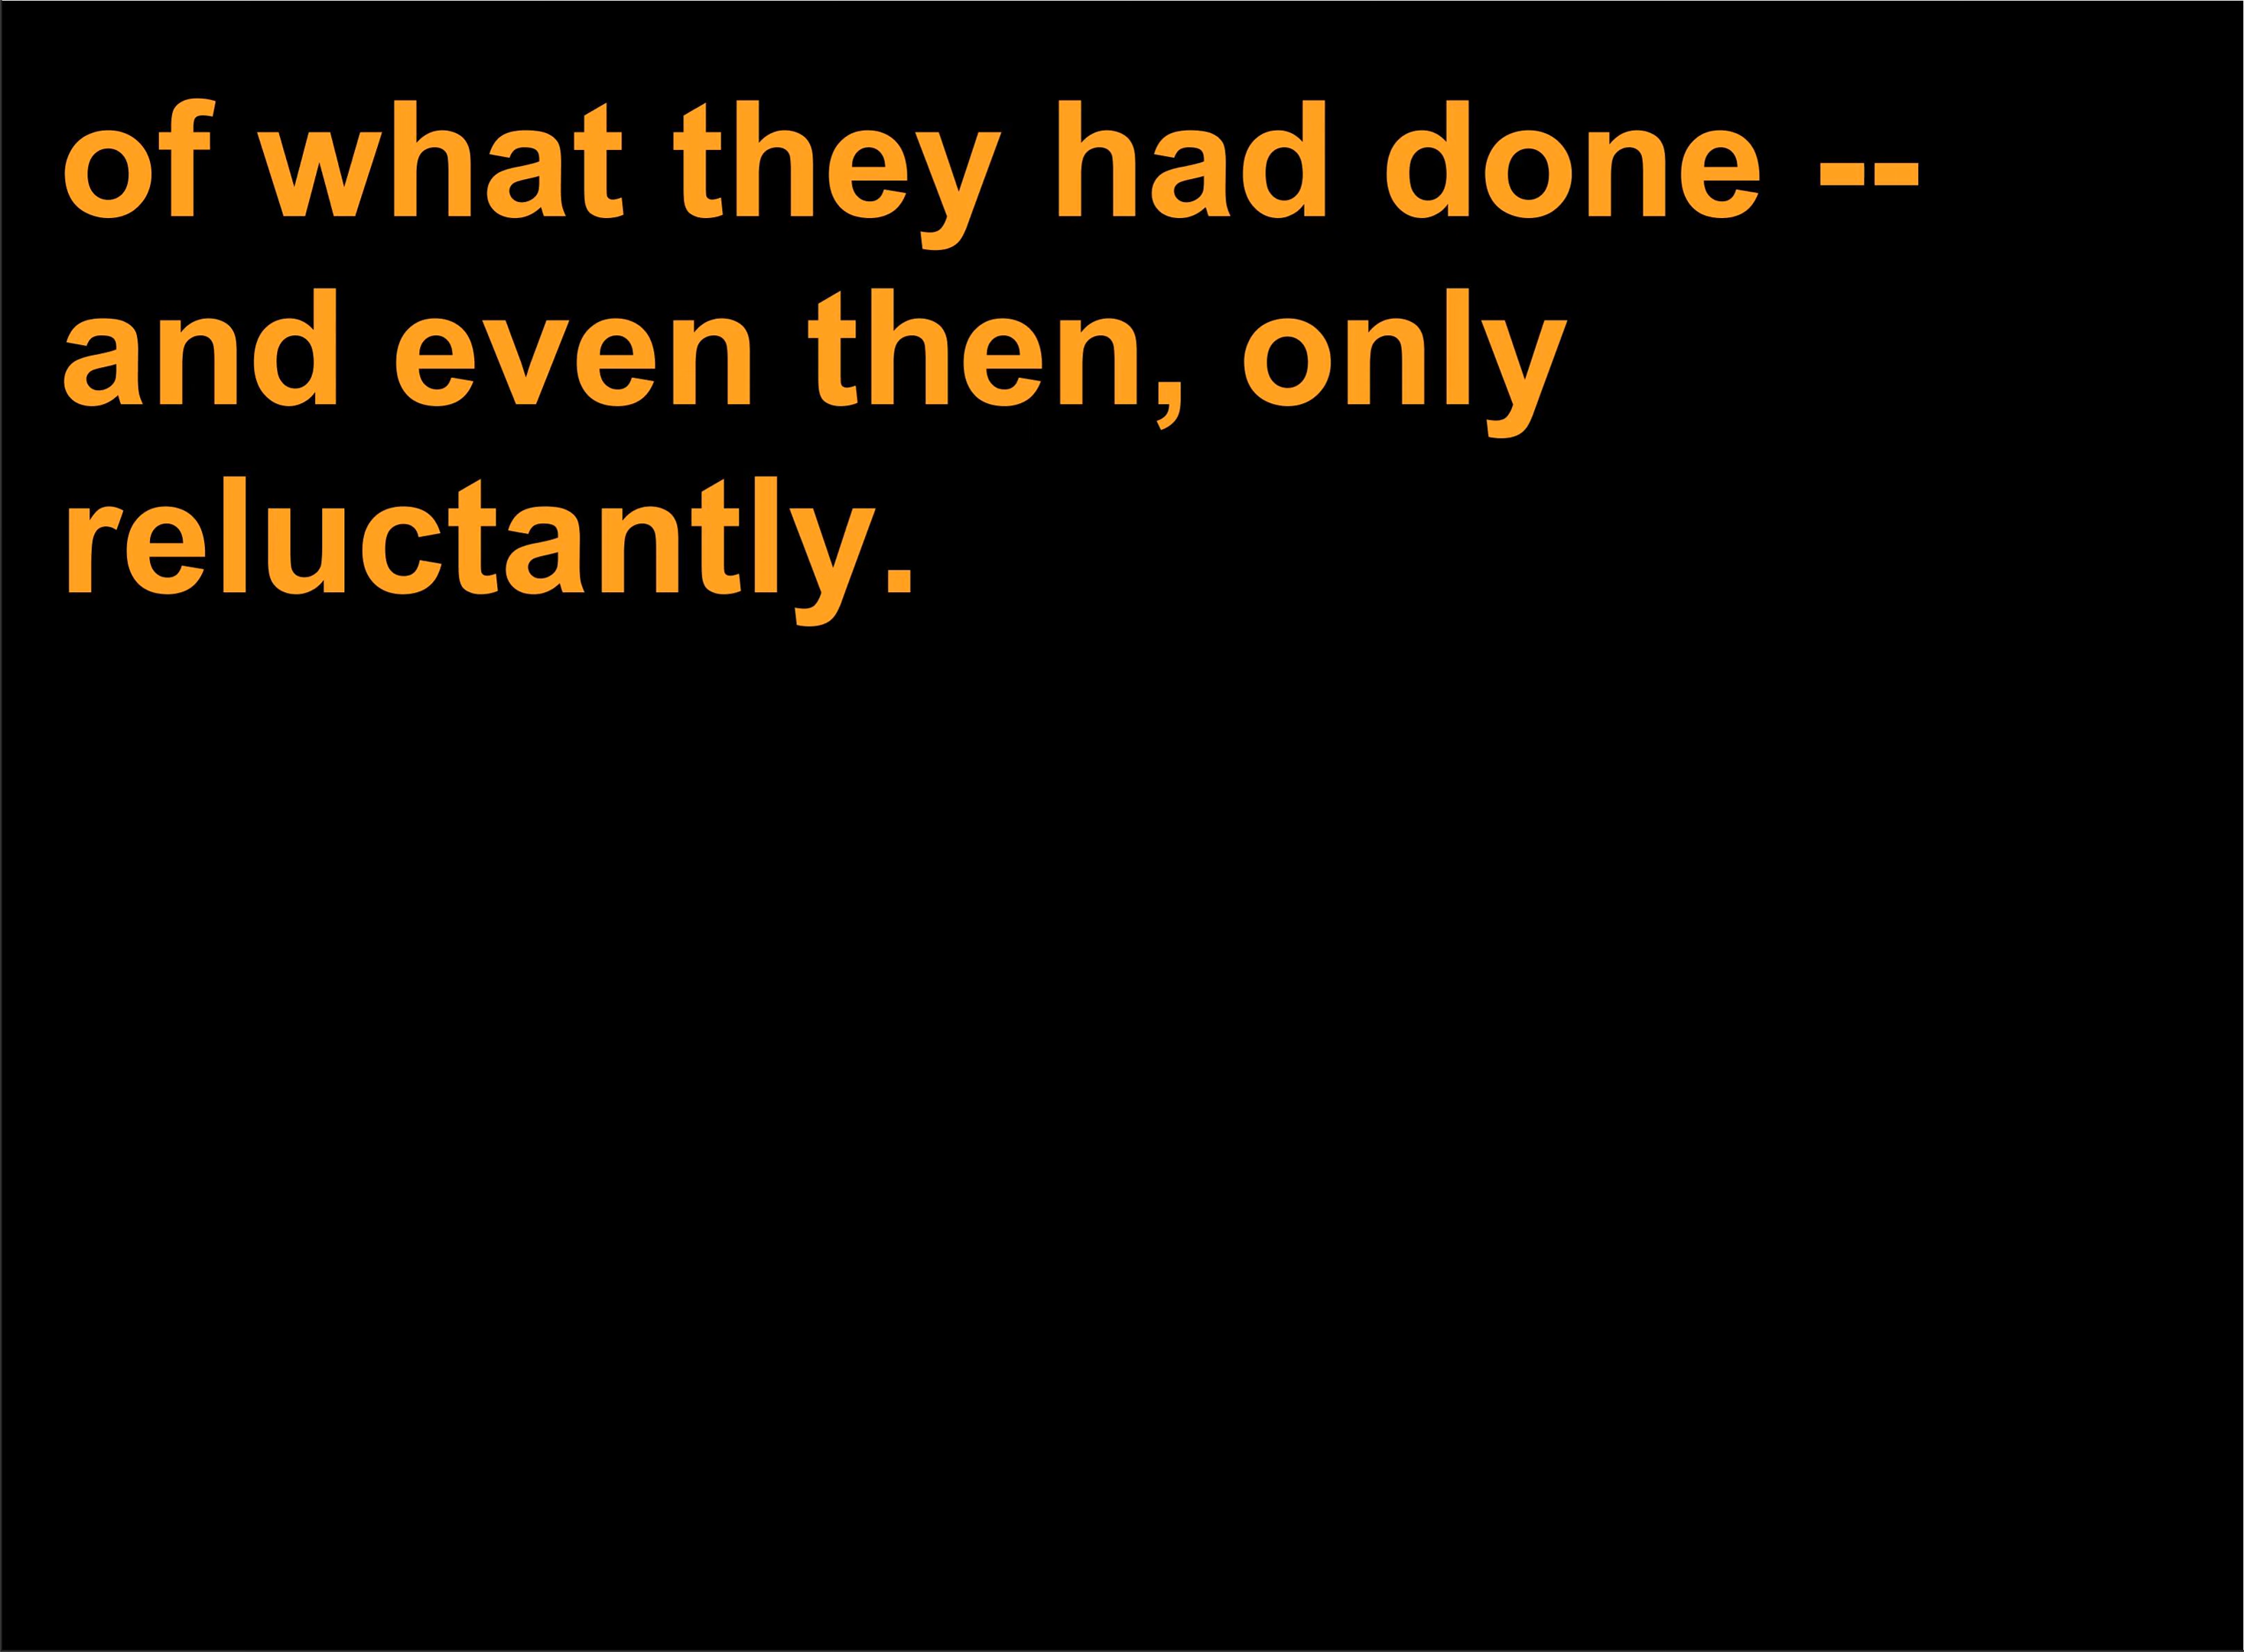 of what they had done --
and even then, only
reluctantly.